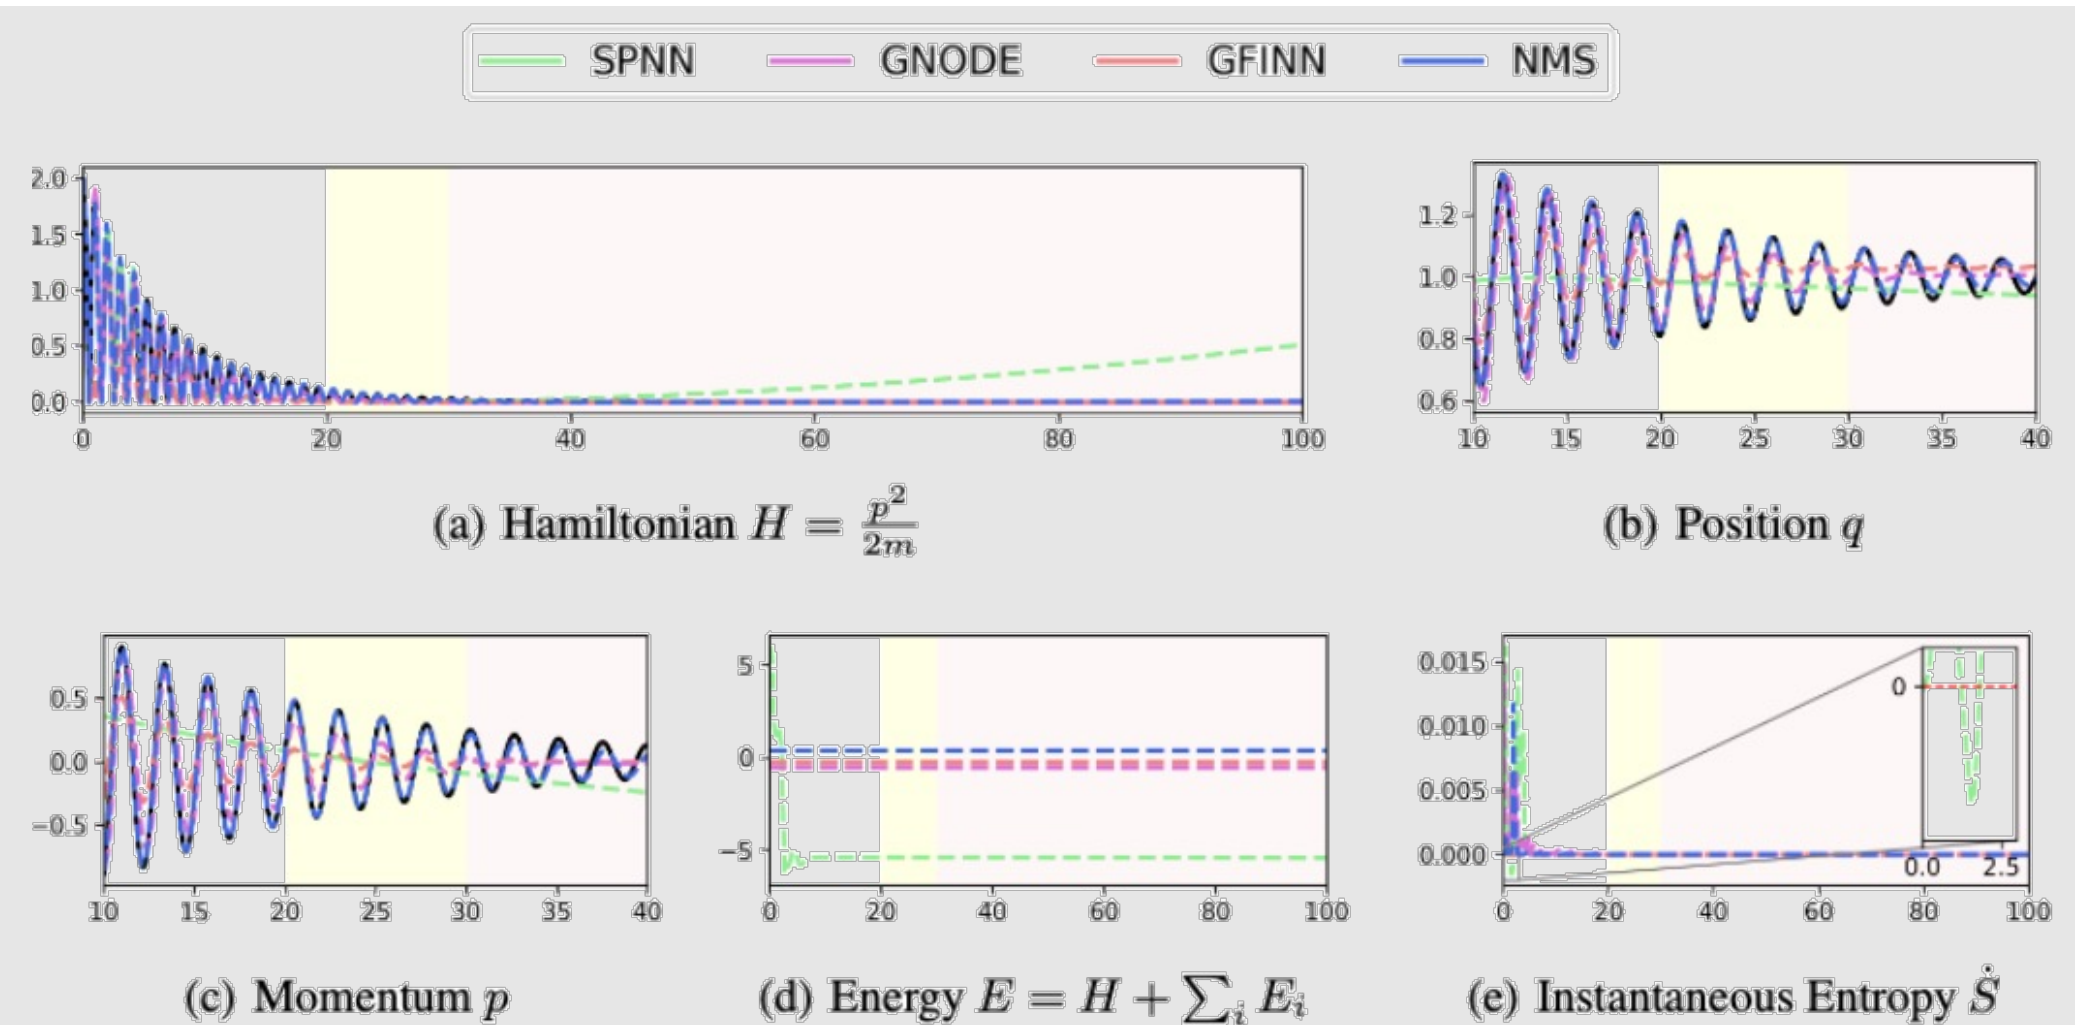 SPNN GNODE GFINN NMS
2.0
1.5
1.0
0.5
0.0
0 20 40 60 80 100
(a) Hamiltonian H = p²/2m
1.2
1.0
0.8
0.6
10 15 20 25 30 35 40
(b) Position q
0.5
0.0
−0.5
10 15 20 25 30 35 40
(c) Momentum p
5
0
−5
0 20 40 60 80 100
(d) Energy E = H + ∑ᵢ Eᵢ
0.015
0.010
0.005
0.000
0
0.0 2.5
0 20 40 60 80 100
(e) Instantaneous Entropy Ṡ